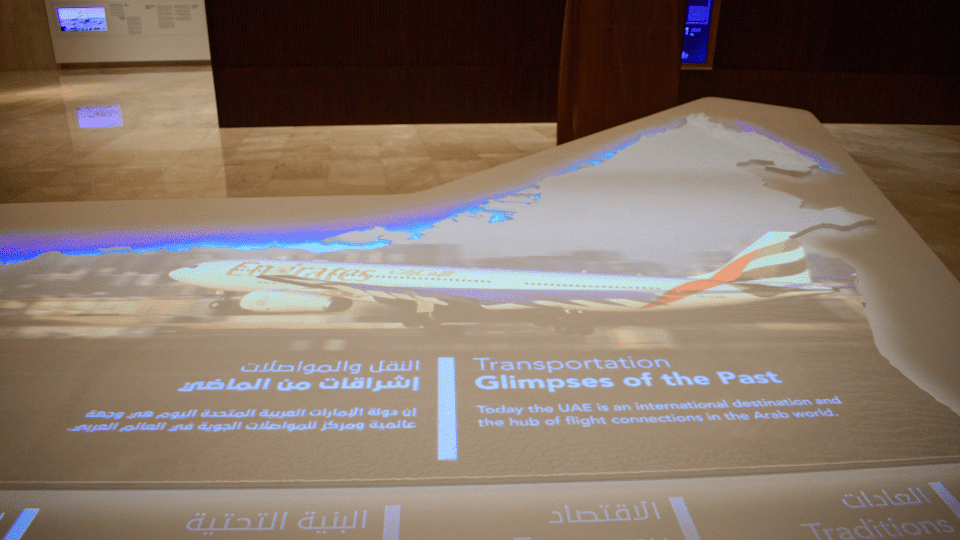 Emirates
الإمارات
النقل والمواصلات
إشراقات من الماضي
إن دولة الإمارات العربية المتحدة اليوم هي وجهة
عالمية ومركز للمواصلات الجوية في العالم العربي
Transportation
Glimpses of the Past
Today the UAE is an international destination and
the hub of flight connections in the Arab world.
البنية التحتية
الاقتصاد
العادات
Traditions